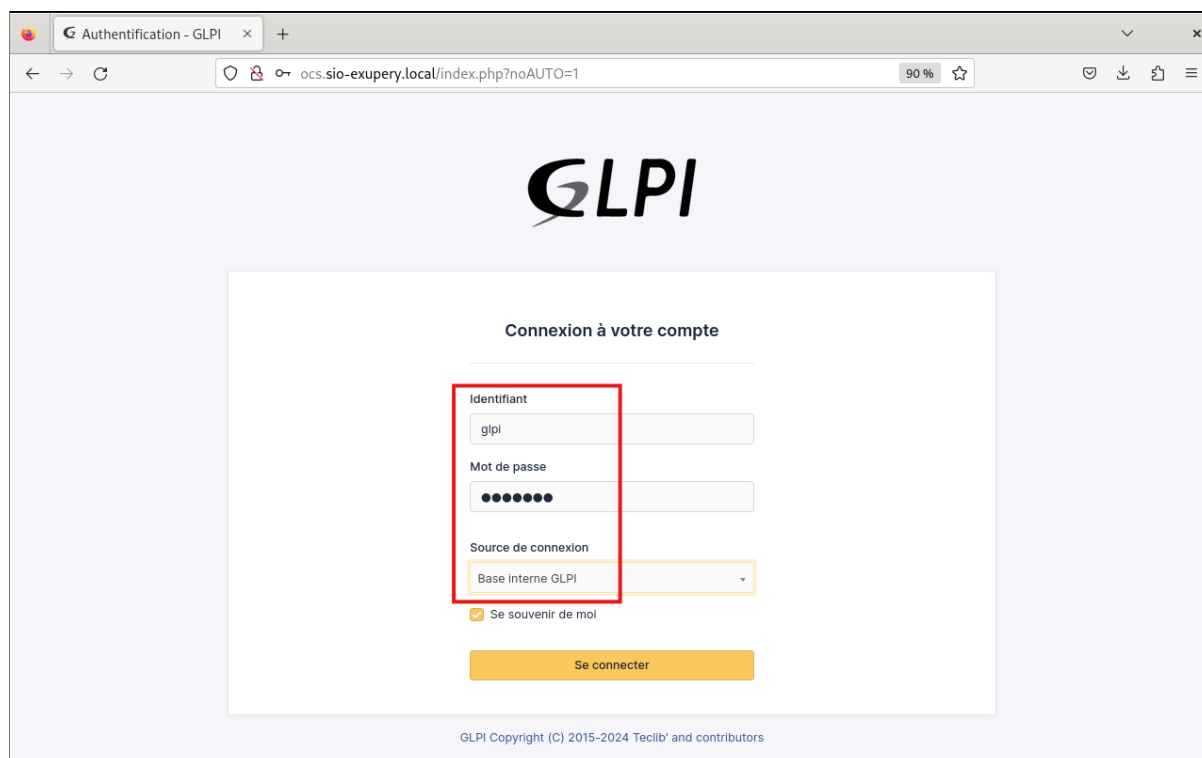 Authentification - GLPI
ocs.sio-exupery.local/index.php?noAUTO=1
90 %
GLPI
Connexion à votre compte
Identifiant
glpi
Mot de passe
●●●●●●●
Source de connexion
Base interne GLPI
Se souvenir de moi
Se connecter
GLPI Copyright (C) 2015-2024 Teclib' and contributors